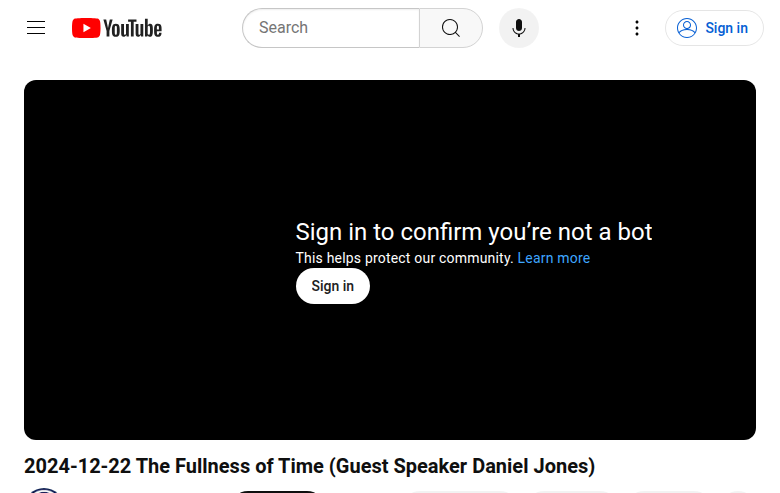 YouTube
Search
Sign in
Sign in to confirm you’re not a bot
This helps protect our community. Learn more
Sign in
2024-12-22 The Fullness of Time (Guest Speaker Daniel Jones)